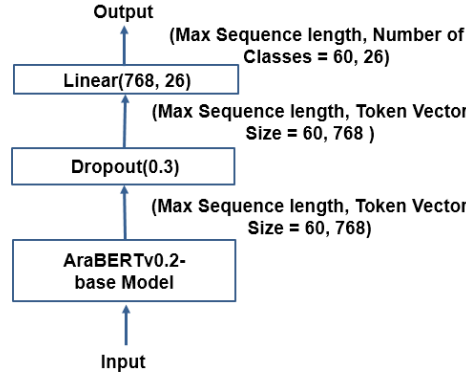 Output
(Max Sequence length, Number of
Classes = 60, 26)
Linear(768, 26)
(Max Sequence length, Token Vector
Size = 60, 768 )
Dropout(0.3)
(Max Sequence length, Token Vector
Size = 60, 768)
AraBERTv0.2-
base Model
Input